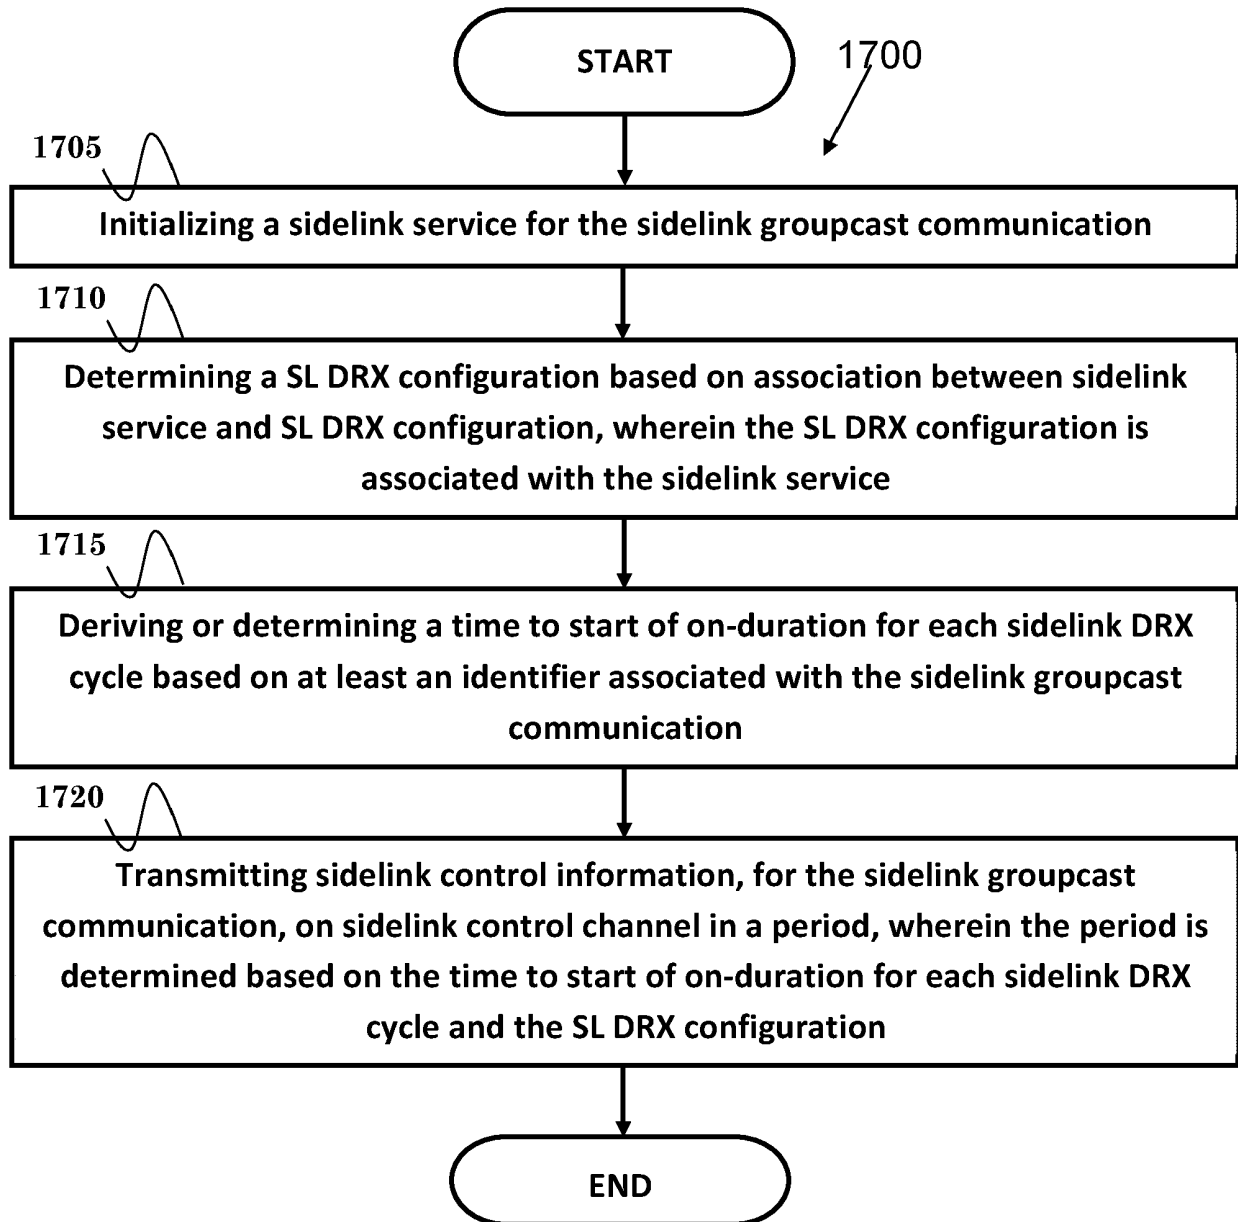 START
1700
1705
Initializing a sidelink service for the sidelink groupcast communication
1710
Determining a SL DRX configuration based on association between sidelink
service and SL DRX configuration, wherein the SL DRX configuration is
associated with the sidelink service
1715
Deriving or determining a time to start of on-duration for each sidelink DRX
cycle based on at least an identifier associated with the sidelink groupcast
communication
1720
Transmitting sidelink control information, for the sidelink groupcast
communication, on sidelink control channel in a period, wherein the period is
determined based on the time to start of on-duration for each sidelink DRX
cycle and the SL DRX configuration
END